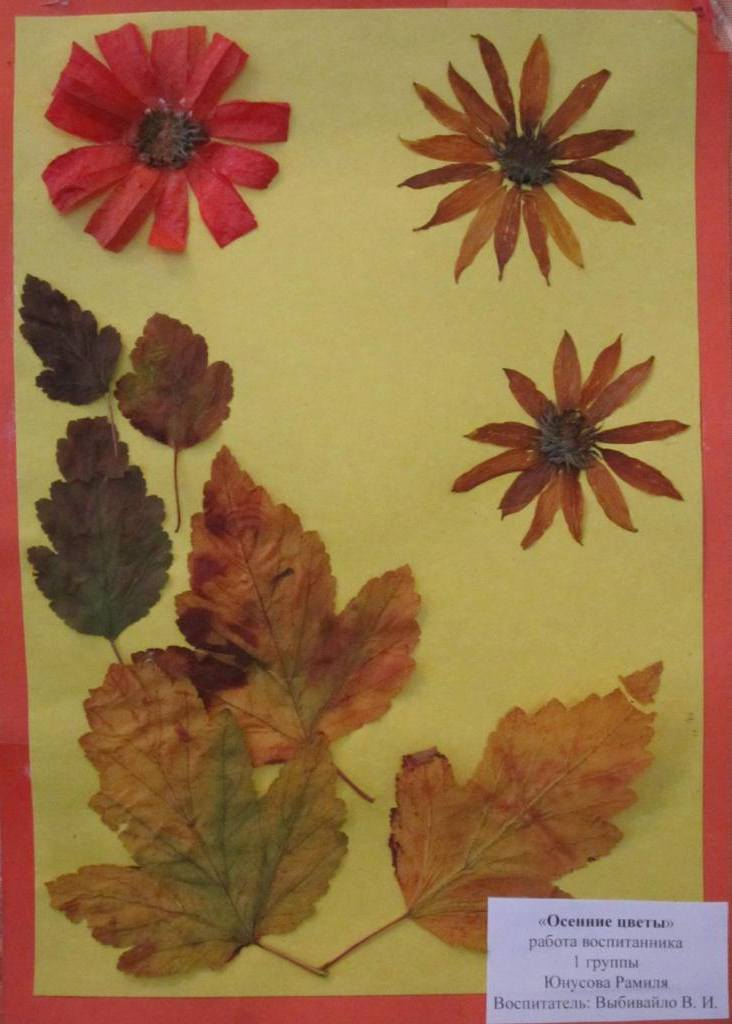 «Осенние цветы»
работа воспитанника
1 группы
Юнусова Рамиля
Воспитатель: Выбивайло В. И.